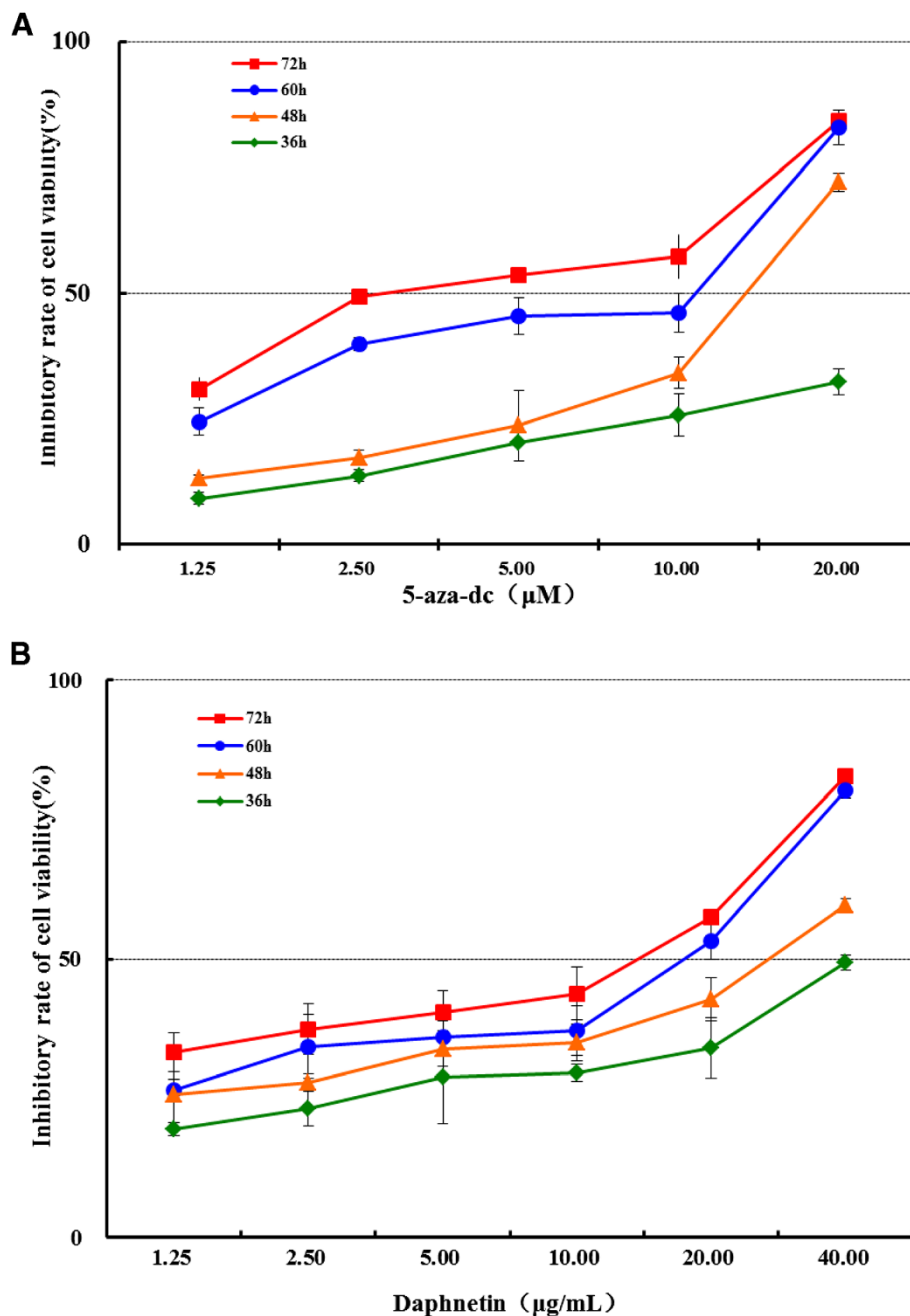 A
100
72h
60h
48h
36h
Inhibitory rate of cell viability(%)
50
0
1.25 2.50 5.00 10.00 20.00
5-aza-dc（μM）
B
100
72h
60h
48h
36h
Inhibitory rate of cell viability(%)
50
0
1.25 2.50 5.00 10.00 20.00 40.00
Daphnetin（μg/mL）